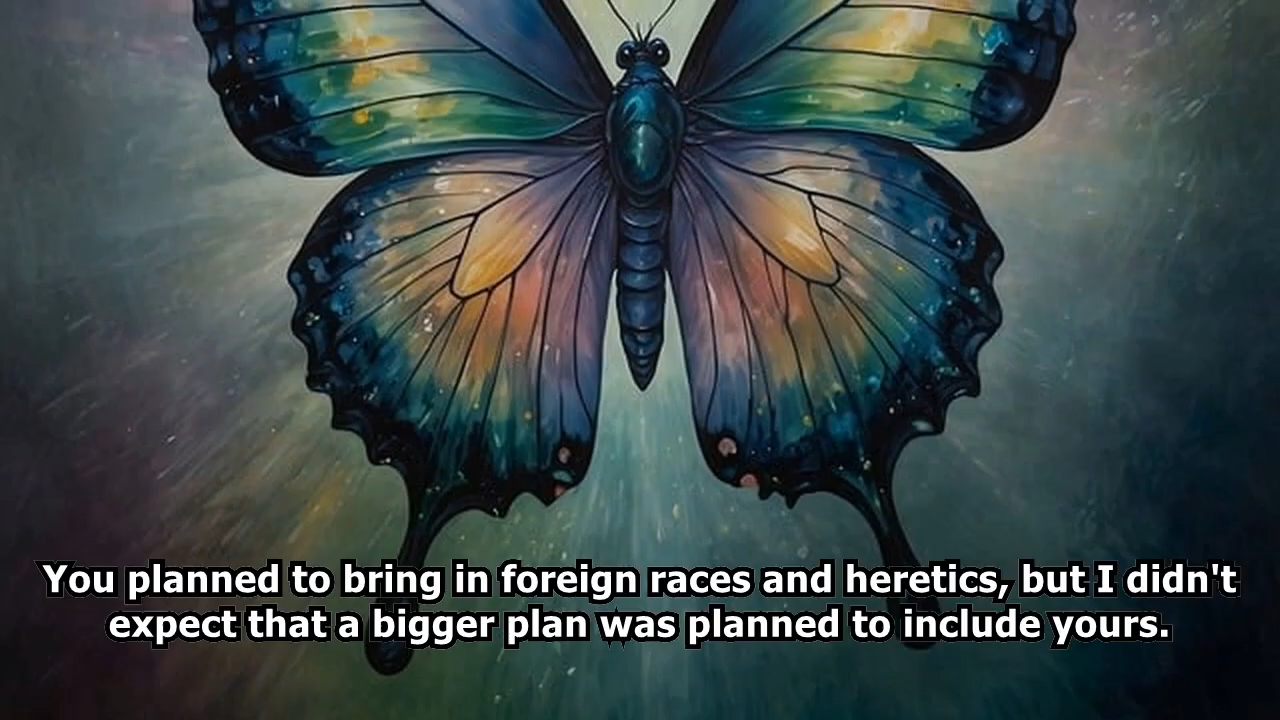 You planned to bring in foreign races and heretics, but I didn't
expect that a bigger plan was planned to include yours.